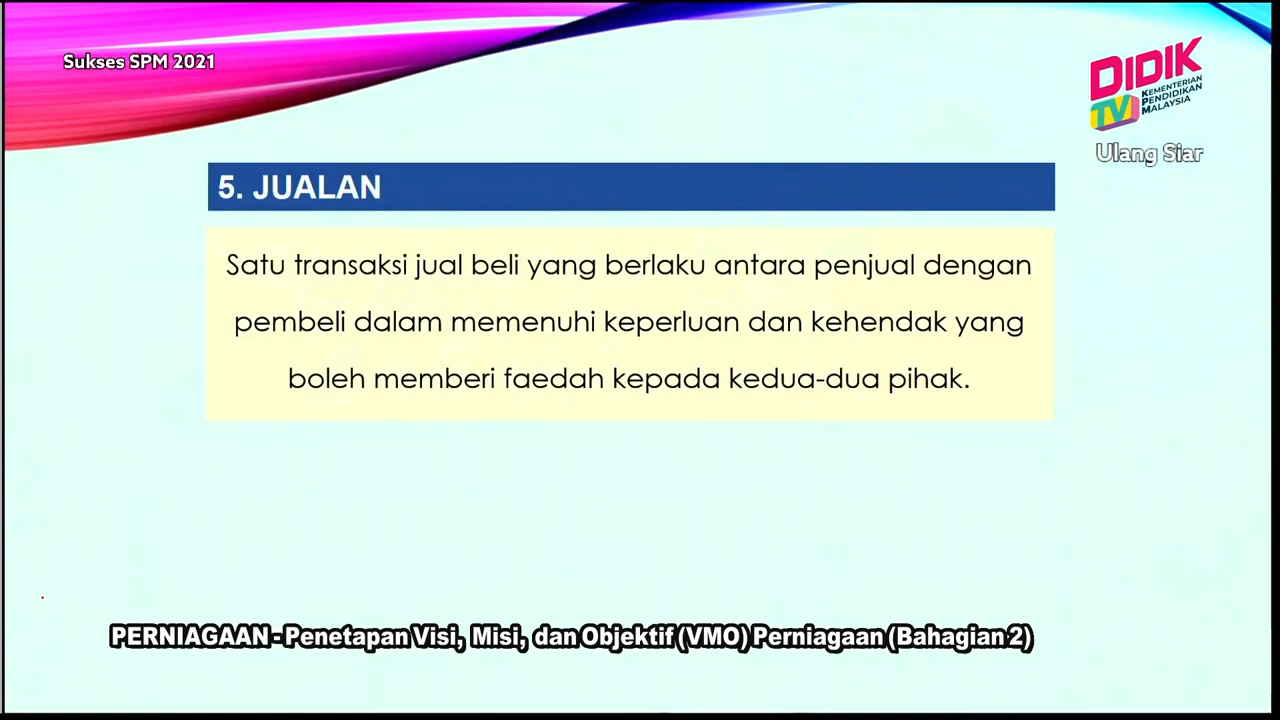 Sukses SPM 2021
DIDIK
TV
KEMENTERIAN
PENDIDIKAN
MALAYSIA
Ulang Siar
5. JUALAN
Satu transaksi jual beli yang berlaku antara penjual dengan
pembeli dalam memenuhi keperluan dan kehendak yang
boleh memberi faedah kepada kedua-dua pihak.
PERNIAGAAN - Penetapan Visi, Misi, dan Objektif (VMO) Perniagaan (Bahagian 2)